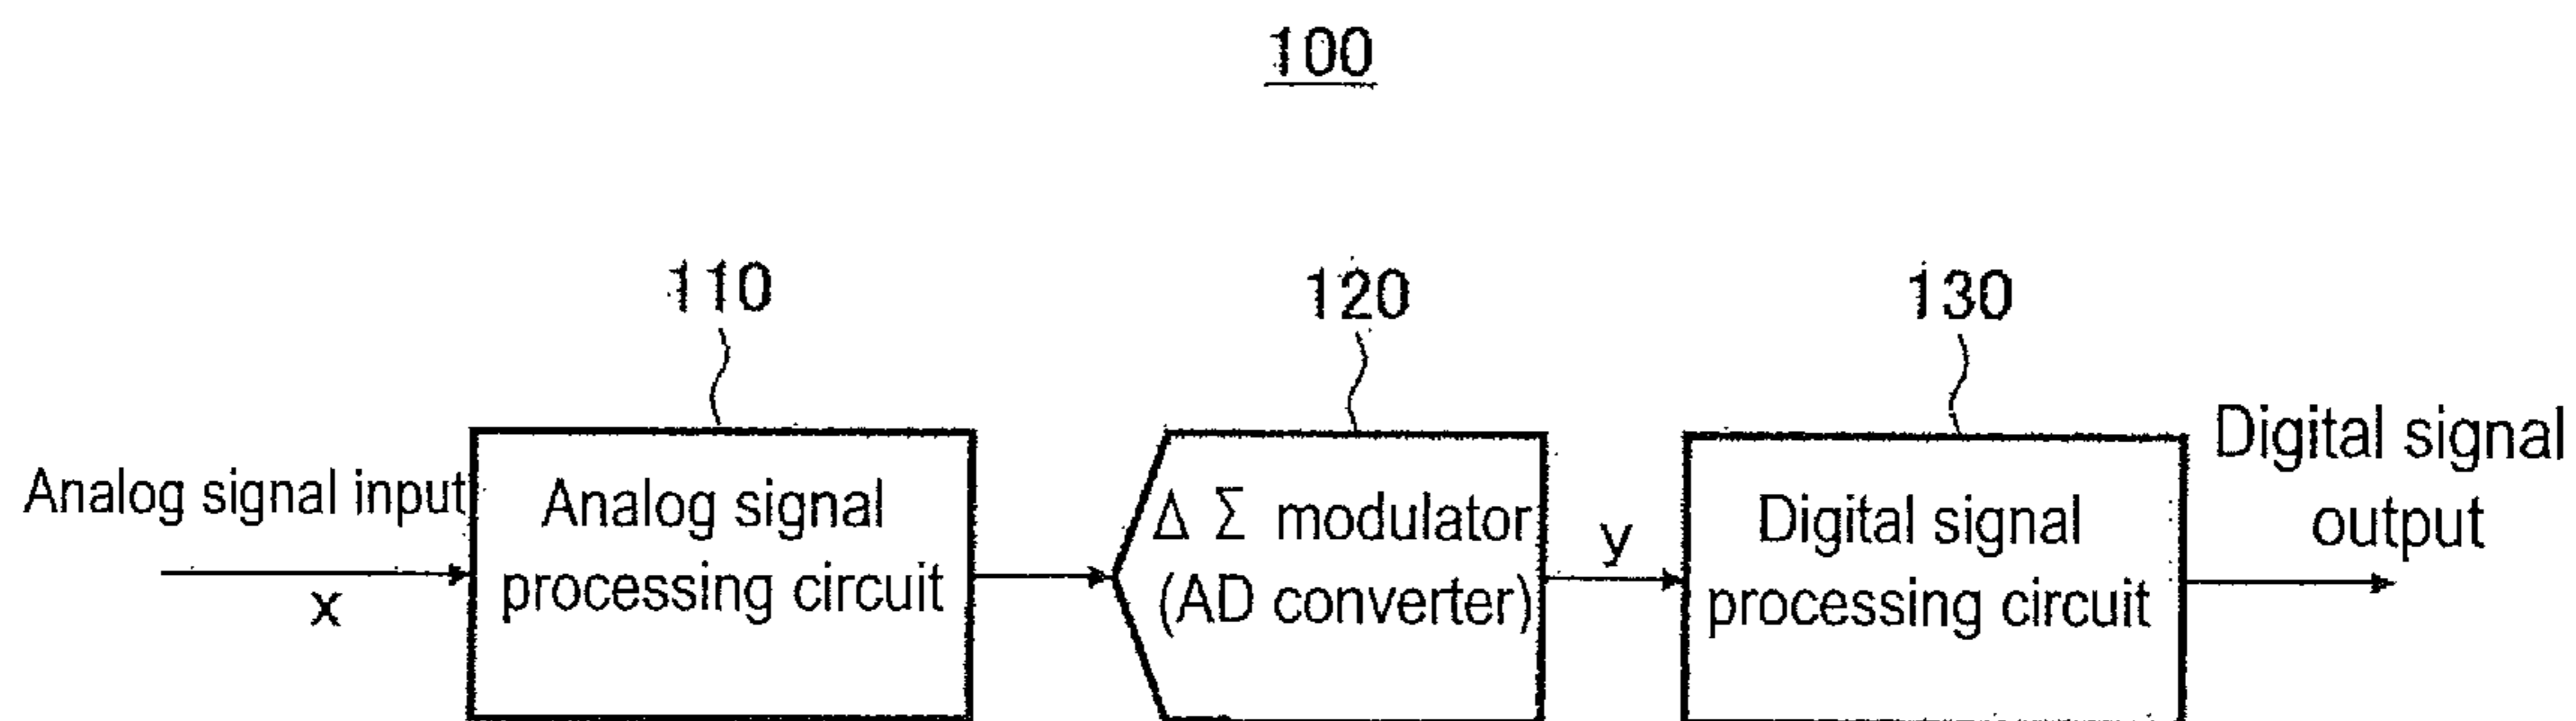 100
110
120
130
Analog signal input
x
Analog signal
processing circuit
Δ Σ modulator
(AD converter)
y
Digital signal
processing circuit
Digital signal
output